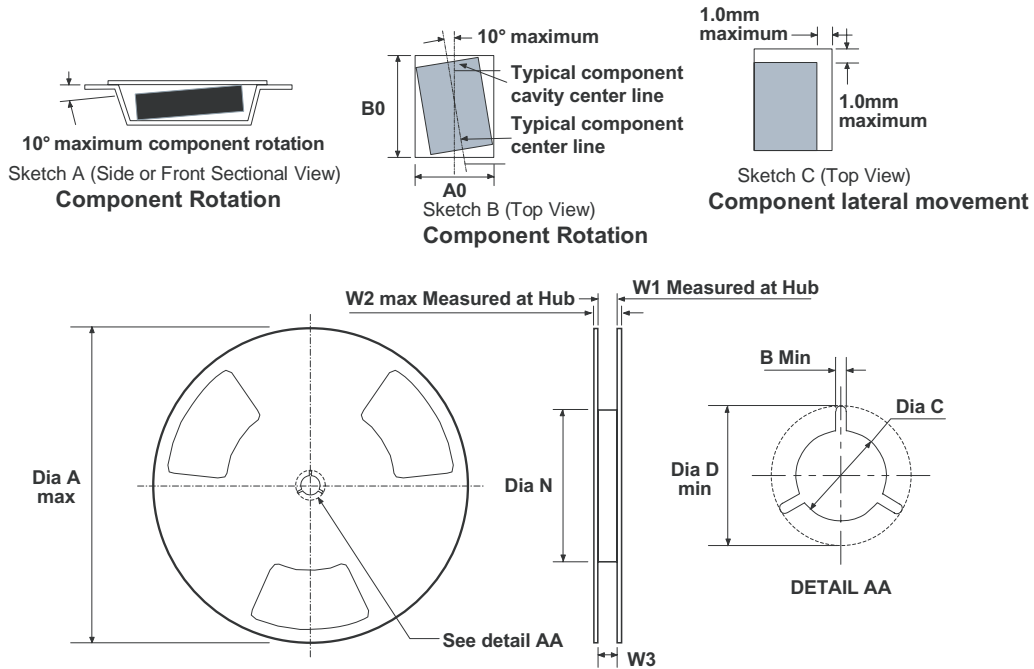 10° maximum component rotation
Sketch A (Side or Front Sectional View)
Component Rotation
10° maximum
Typical component
cavity center line
Typical component
center line
B0
A0
Sketch B (Top View)
Component Rotation
1.0mm
maximum
1.0mm
maximum
Sketch C (Top View)
Component lateral movement
W2 max Measured at Hub
W1 Measured at Hub
Dia A
max
See detail AA
Dia N
W3
B Min
Dia C
Dia D
min
DETAIL AA